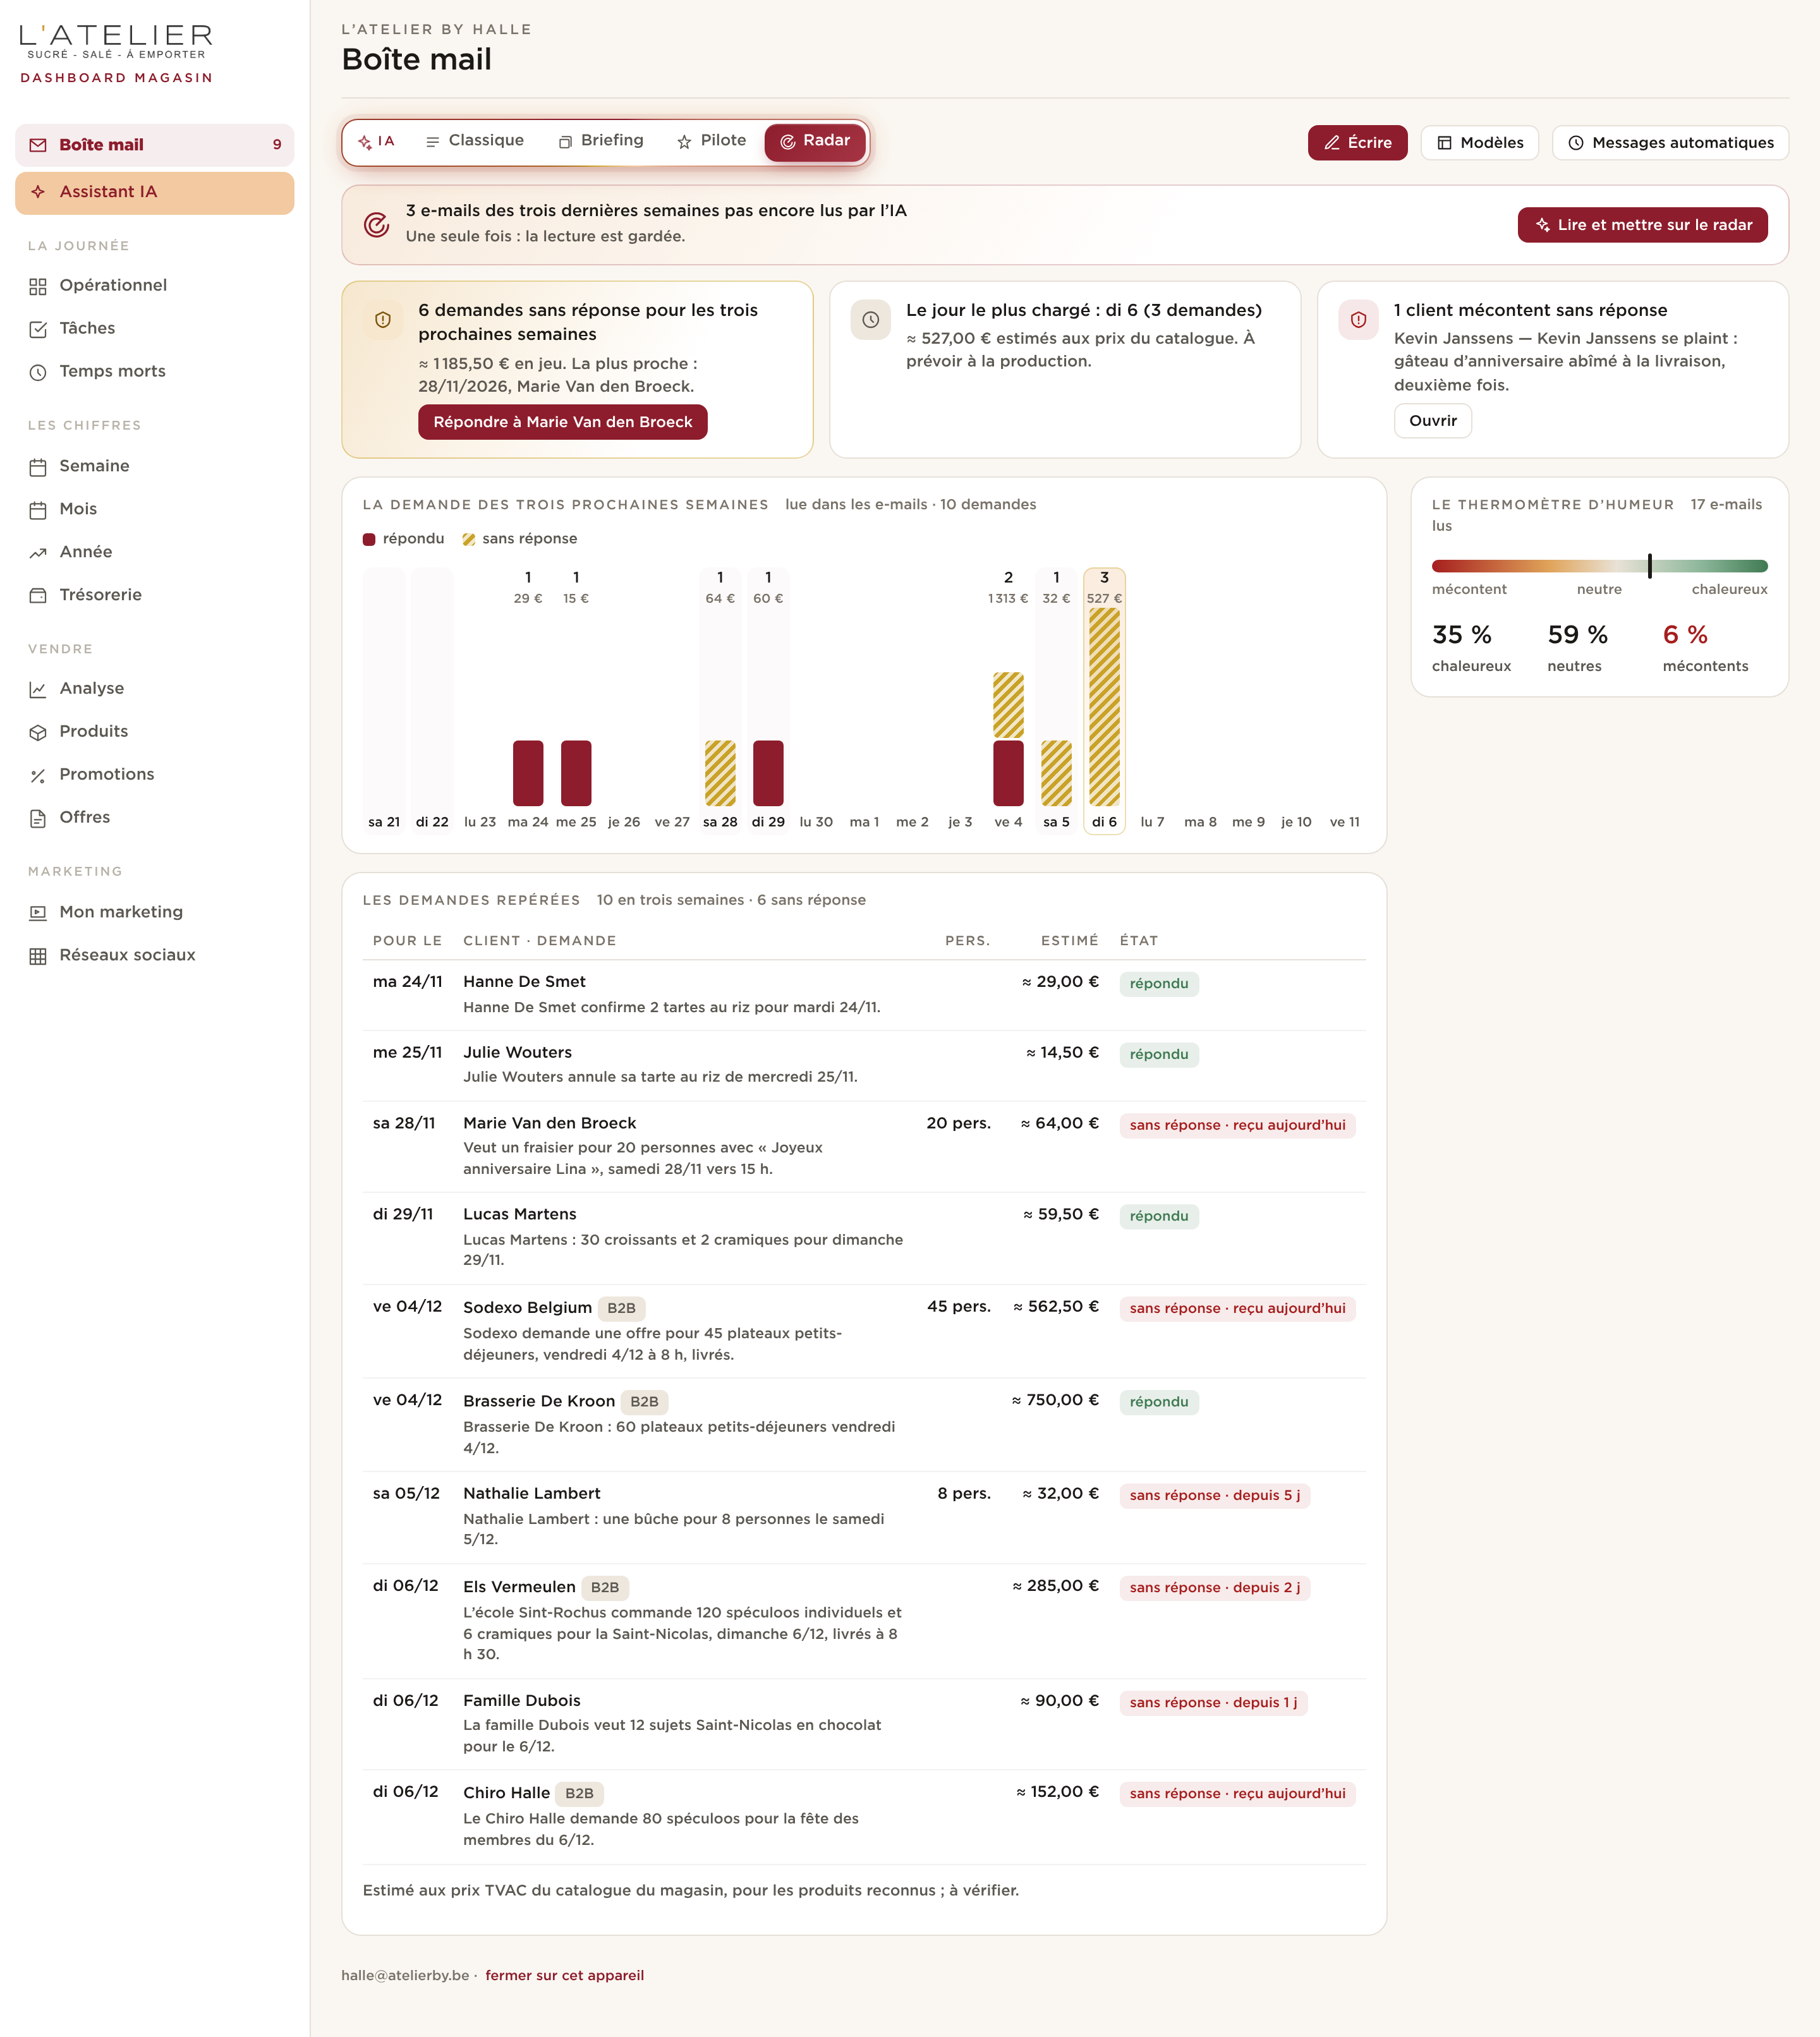 L'ATELIER
SUCRÉ - SALÉ - À EMPORTER
DASHBOARD MAGASIN
Boîte mail 9
Assistant IA
LA JOURNÉE
Opérationnel
Tâches
Temps morts
LES CHIFFRES
Semaine
Mois
Année
Trésorerie
VENDRE
Analyse
Produits
Promotions
Offres
MARKETING
Mon marketing
Réseaux sociaux
L'ATELIER BY HALLE
Boîte mail
IA Classique Briefing Pilote Radar
Écrire Modèles Messages automatiques
3 e-mails des trois dernières semaines pas encore lus par l'IA
Une seule fois : la lecture est gardée.
Lire et mettre sur le radar
6 demandes sans réponse pour les trois
prochaines semaines
≈ 1 185,50 € en jeu. La plus proche :
28/11/2026, Marie Van den Broeck.
Répondre à Marie Van den Broeck
Le jour le plus chargé : di 6 (3 demandes)
≈ 527,00 € estimés aux prix du catalogue. À
prévoir à la production.
1 client mécontent sans réponse
Kevin Janssens — Kevin Janssens se plaint :
gâteau d'anniversaire abîmé à la livraison,
deuxième fois.
Ouvrir
LA DEMANDE DES TROIS PROCHAINES SEMAINES lue dans les e-mails · 10 demandes
répondu sans réponse
1 1 1 1 2 1 3
29 € 15 € 64 € 60 € 1 313 € 32 € 527 €
sa 21 di 22 lu 23 ma 24 me 25 je 26 ve 27 sa 28 di 29 lu 30 ma 1 me 2 je 3 ve 4 sa 5 di 6 lu 7 ma 8 me 9 je 10 ve 11
LE THERMOMÈTRE D'HUMEUR 17 e-mails
lus
mécontent neutre chaleureux
35 % 59 % 6 %
chaleureux neutres mécontents
LES DEMANDES REPÉRÉES 10 en trois semaines · 6 sans réponse
POUR LE CLIENT · DEMANDE PERS. ESTIMÉ ÉTAT
ma 24/11 Hanne De Smet ≈ 29,00 € répondu
Hanne De Smet confirme 2 tartes au riz pour mardi 24/11.
me 25/11 Julie Wouters ≈ 14,50 € répondu
Julie Wouters annule sa tarte au riz de mercredi 25/11.
sa 28/11 Marie Van den Broeck 20 pers. ≈ 64,00 € sans réponse · reçu aujourd'hui
Veut un fraisier pour 20 personnes avec « Joyeux
anniversaire Lina », samedi 28/11 vers 15 h.
di 29/11 Lucas Martens ≈ 59,50 € répondu
Lucas Martens : 30 croissants et 2 cramiques pour dimanche
29/11.
ve 04/12 Sodexo Belgium B2B 45 pers. ≈ 562,50 € sans réponse · reçu aujourd'hui
Sodexo demande une offre pour 45 plateaux petits-
déjeuners, vendredi 4/12 à 8 h, livrés.
ve 04/12 Brasserie De Kroon B2B ≈ 750,00 € répondu
Brasserie De Kroon : 60 plateaux petits-déjeuners vendredi
4/12.
sa 05/12 Nathalie Lambert 8 pers. ≈ 32,00 € sans réponse · depuis 5 j
Nathalie Lambert : une bûche pour 8 personnes le samedi
5/12.
di 06/12 Els Vermeulen B2B ≈ 285,00 € sans réponse · depuis 2 j
L'école Sint-Rochus commande 120 spéculoos individuels et
6 cramiques pour la Saint-Nicolas, dimanche 6/12, livrés à 8
h 30.
di 06/12 Famille Dubois ≈ 90,00 € sans réponse · depuis 1 j
La famille Dubois veut 12 sujets Saint-Nicolas en chocolat
pour le 6/12.
di 06/12 Chiro Halle B2B ≈ 152,00 € sans réponse · reçu aujourd'hui
Le Chiro Halle demande 80 spéculoos pour la fête des
membres du 6/12.
Estimé aux prix TVAC du catalogue du magasin, pour les produits reconnus ; à vérifier.
halle@atelierby.be · fermer sur cet appareil